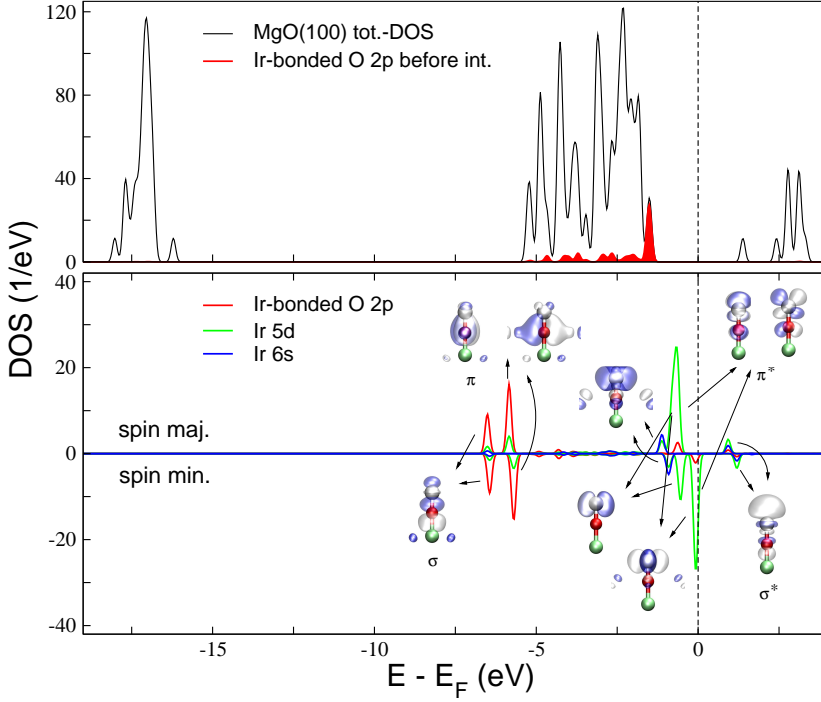 120
80
40
0
MgO(100) tot.-DOS
Ir-bonded O 2p before int.
DOS (1/eV)
40
20
0
-20
-40
Ir-bonded O 2p
Ir 5d
Ir 6s
π
π*
spin maj.
spin min.
σ
σ*
-15
-10
-5
0
E - E_F (eV)